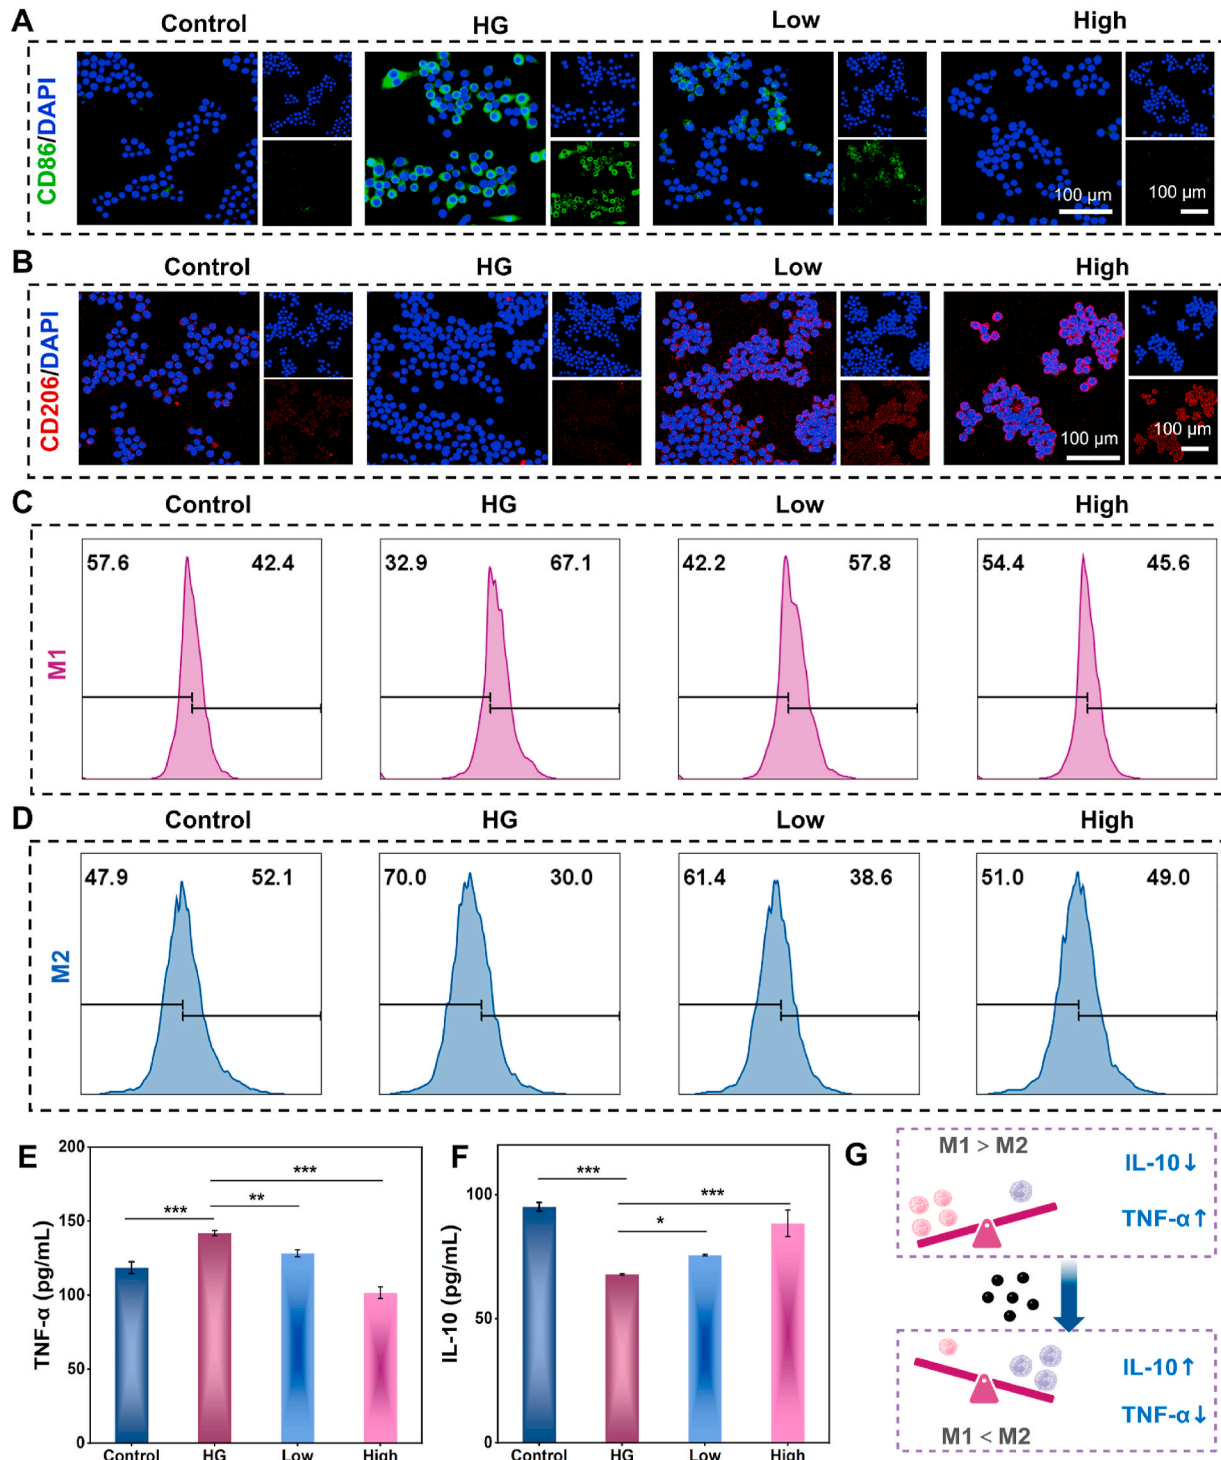 A
Control
HG
Low
High
CD86/DAPI
100 µm
100 µm
B
Control
HG
Low
High
CD206/DAPI
100 µm
100 µm
C
Control
HG
Low
High
M1
57.6
42.4
32.9
67.1
42.2
57.8
54.4
45.6
D
Control
HG
Low
High
M2
47.9
52.1
70.0
30.0
61.4
38.6
51.0
49.0
E
TNF-α (pg/mL)
200
150
100
50
0
***
**
***
Control
HG
Low
High
F
IL-10 (pg/mL)
100
50
0
***
***
*
Control
HG
Low
High
G
M1 > M2
IL-10↓
TNF-α↑
IL-10↑
TNF-α↓
M1 < M2